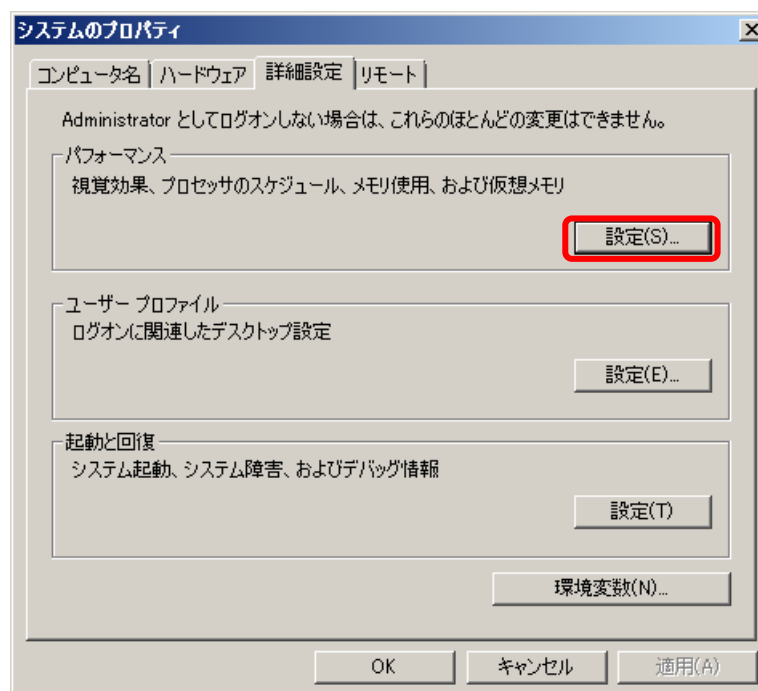 システムのプロパティ
コンピュータ名 ハードウェア 詳細設定 リモート
Administrator としてログオンしない場合は、これらのほとんどの変更はできません。
パフォーマンス
視覚効果、プロセッサのスケジュール、メモリ使用、および仮想メモリ
設定(S)...
ユーザー プロファイル
ログオンに関連したデスクトップ設定
設定(E)...
起動と回復
システム起動、システム障害、およびデバッグ情報
設定(T)
環境変数(N)...
OK キャンセル 適用(A)